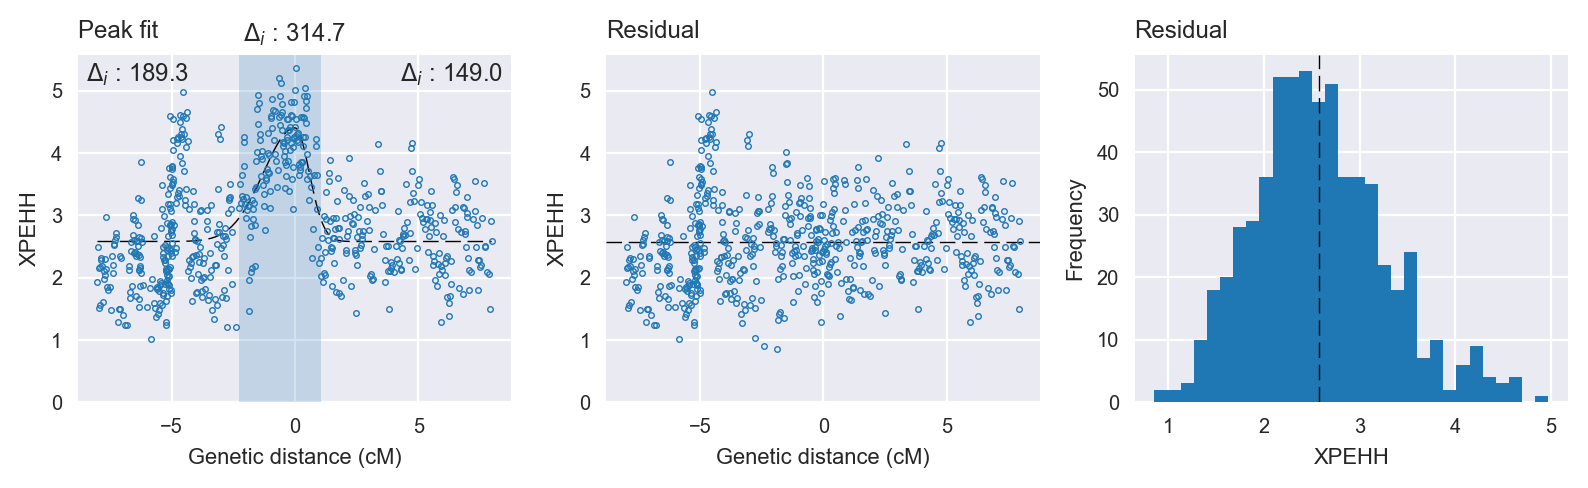 Peak fit
Δi : 314.7
Δi : 189.3
Δi : 149.0
5
4
3
2
1
0
XPEHH
−5
0
5
Genetic distance (cM)
Residual
5
4
3
2
1
0
XPEHH
−5
0
5
Genetic distance (cM)
Residual
50
40
30
20
10
0
Frequency
1
2
3
4
5
XPEHH